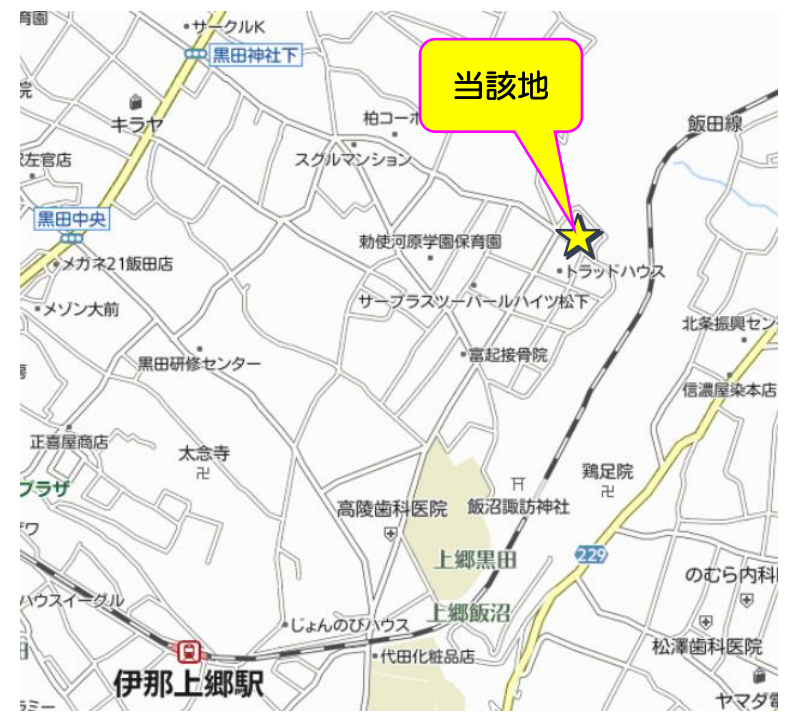 育園
サークルK
黒田神社下
院
キラヤ
当該地
柏コーポ
飯田線
左官店
スグルマンション
黒田中央
勅使河原学園保育園
メガネ21飯田店
トラッドハウス
メゾン大前
サープラスツーバールハイツ松下
北条振興セン
黒田研修センター
富起接骨院
信濃屋染本店
正喜屋商店
太念寺
鶏足院
プラザ
高陵歯科医院
飯沼諏訪神社
ワ
上郷黒田
229
のむら内科
ハウスイーグル
上郷飯沼
じょんのびハウス
松澤歯科医院
代田化粧品店
伊那上郷駅
ヤマダ電
ラミー